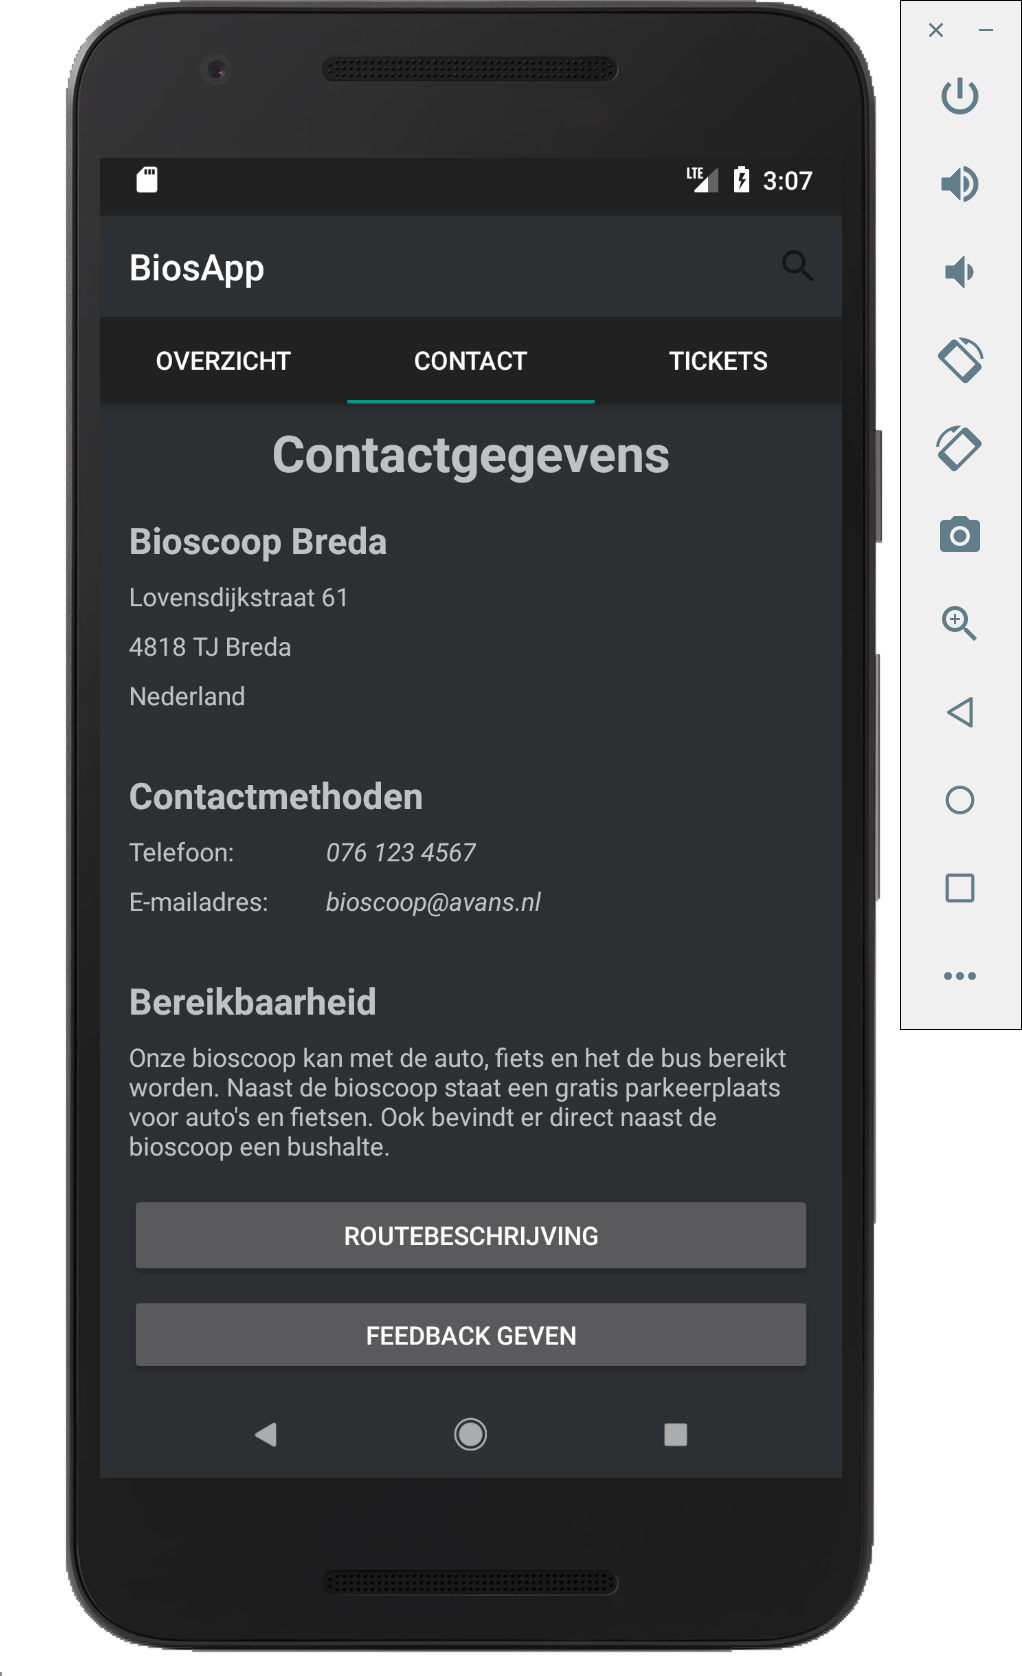 LTE 3:07
BiosApp
OVERZICHT CONTACT TICKETS
Contactgegevens
Bioscoop Breda
Lovensdijkstraat 61
4818 TJ Breda
Nederland
Contactmethoden
Telefoon: 076 123 4567
E-mailadres: bioscoop@avans.nl
Bereikbaarheid
Onze bioscoop kan met de auto, fiets en het de bus bereikt
worden. Naast de bioscoop staat een gratis parkeerplaats
voor auto's en fietsen. Ook bevindt er direct naast de
bioscoop een bushalte.
ROUTEBESCHRIJVING
FEEDBACK GEVEN